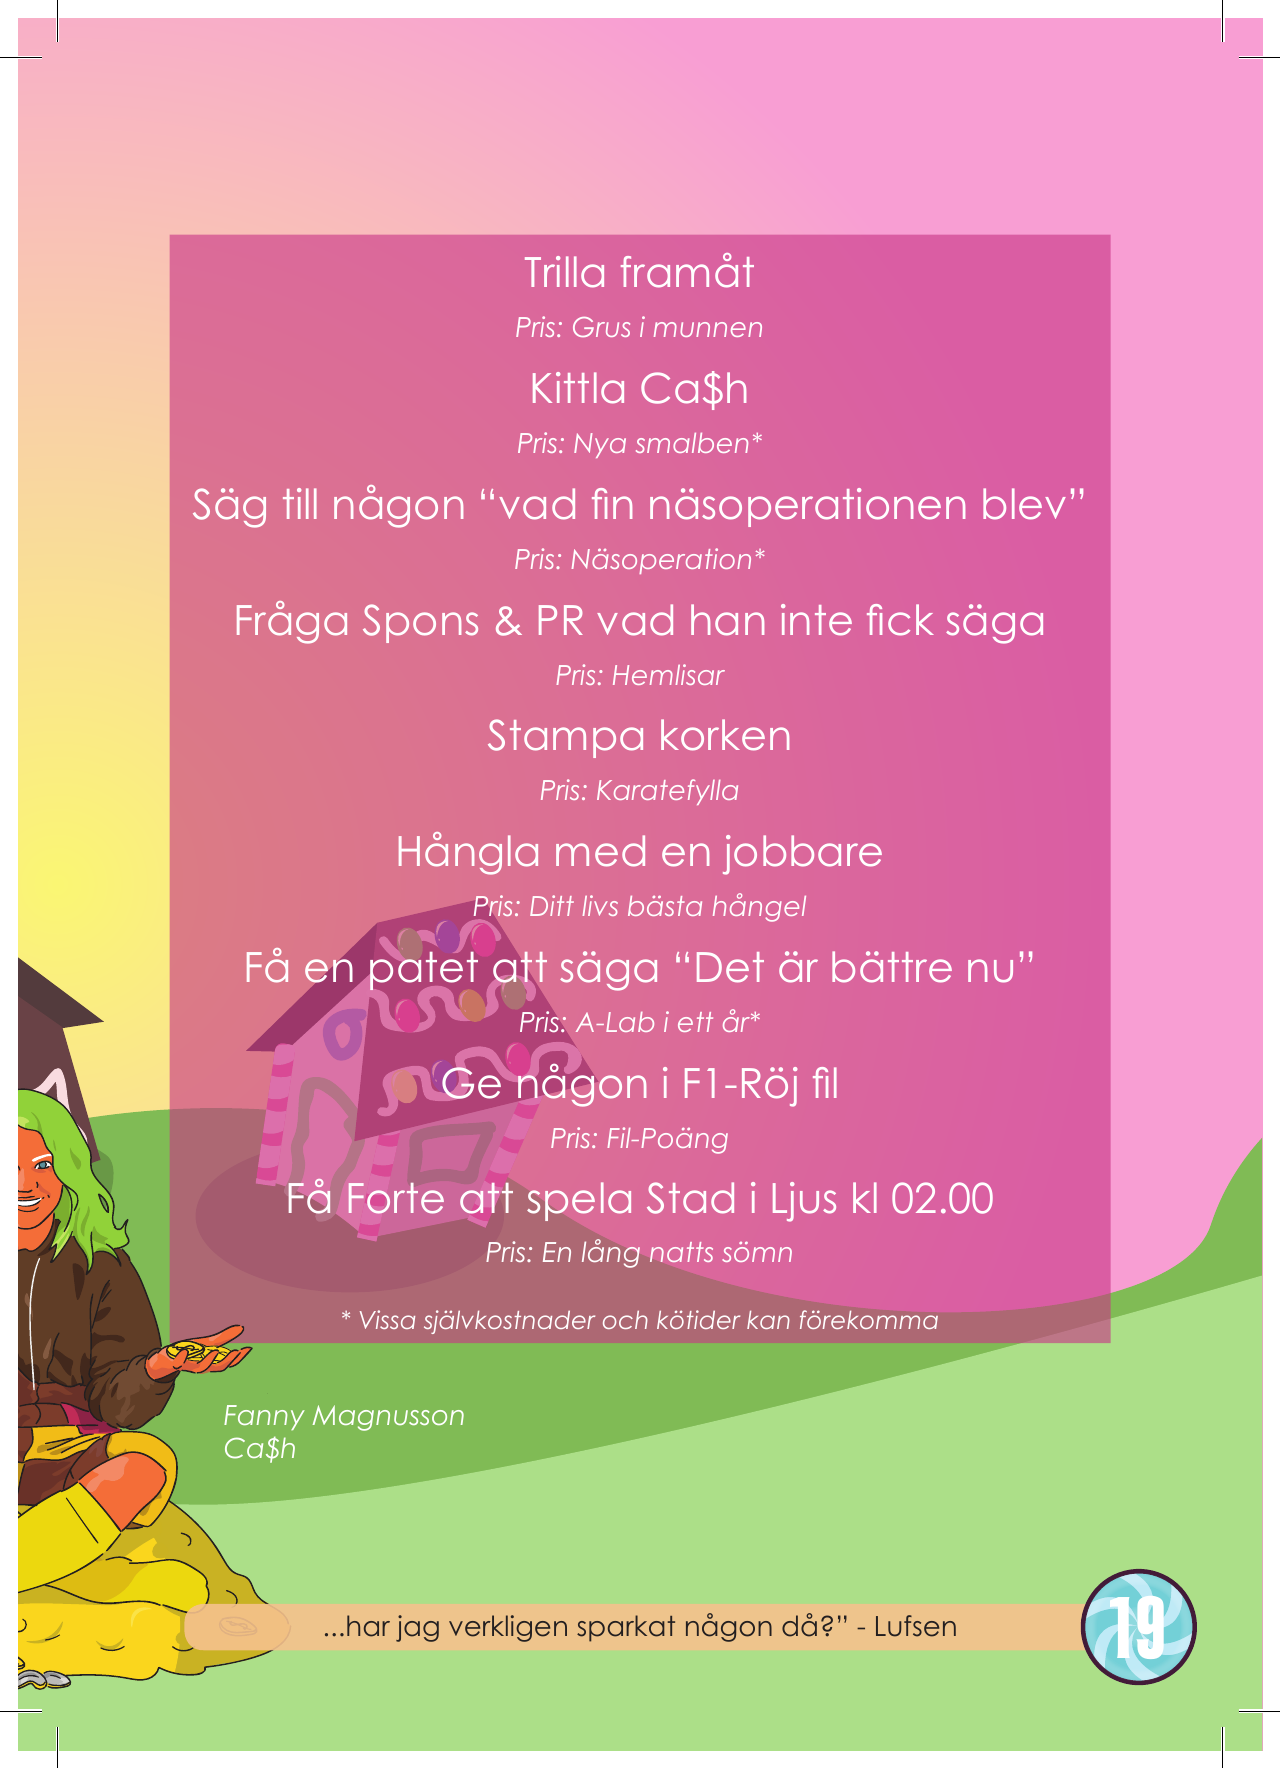 Trilla framåt
Pris: Grus i munnen
Kittla Ca$h
Pris: Nya smalben*
Säg till någon “vad fin näsoperationen blev”
Pris: Näsoperation*
Fråga Spons & PR vad han inte fick säga
Pris: Hemlisar
Stampa korken
Pris: Karatefylla
Hångla med en jobbare
Pris: Ditt livs bästa hångel
Få en patet att säga “Det är bättre nu”
Pris: A-Lab i ett år*
Ge någon i F1-Röj fil
Pris: Fil-Poäng
Få Forte att spela Stad i Ljus kl 02.00
Pris: En lång natts sömn
* Vissa självkostnader och kötider kan förekomma
Fanny Magnusson
Ca$h
...har jag verkligen sparkat någon då?” - Lufsen
19